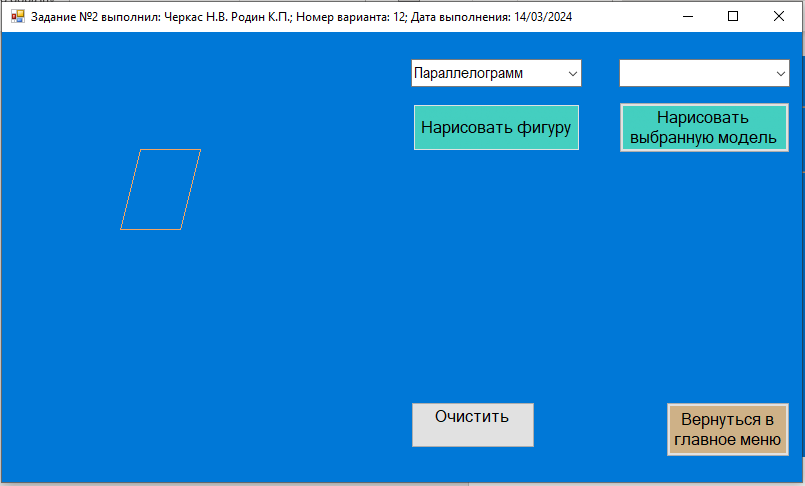 Задание №2 выполнил: Черкас Н.В. Родин К.П.; Номер варианта: 12; Дата выполнения: 14/03/2024
Параллелограмм
Нарисовать фигуру
Нарисовать
выбранную модель
Очистить
Вернуться в
главное меню